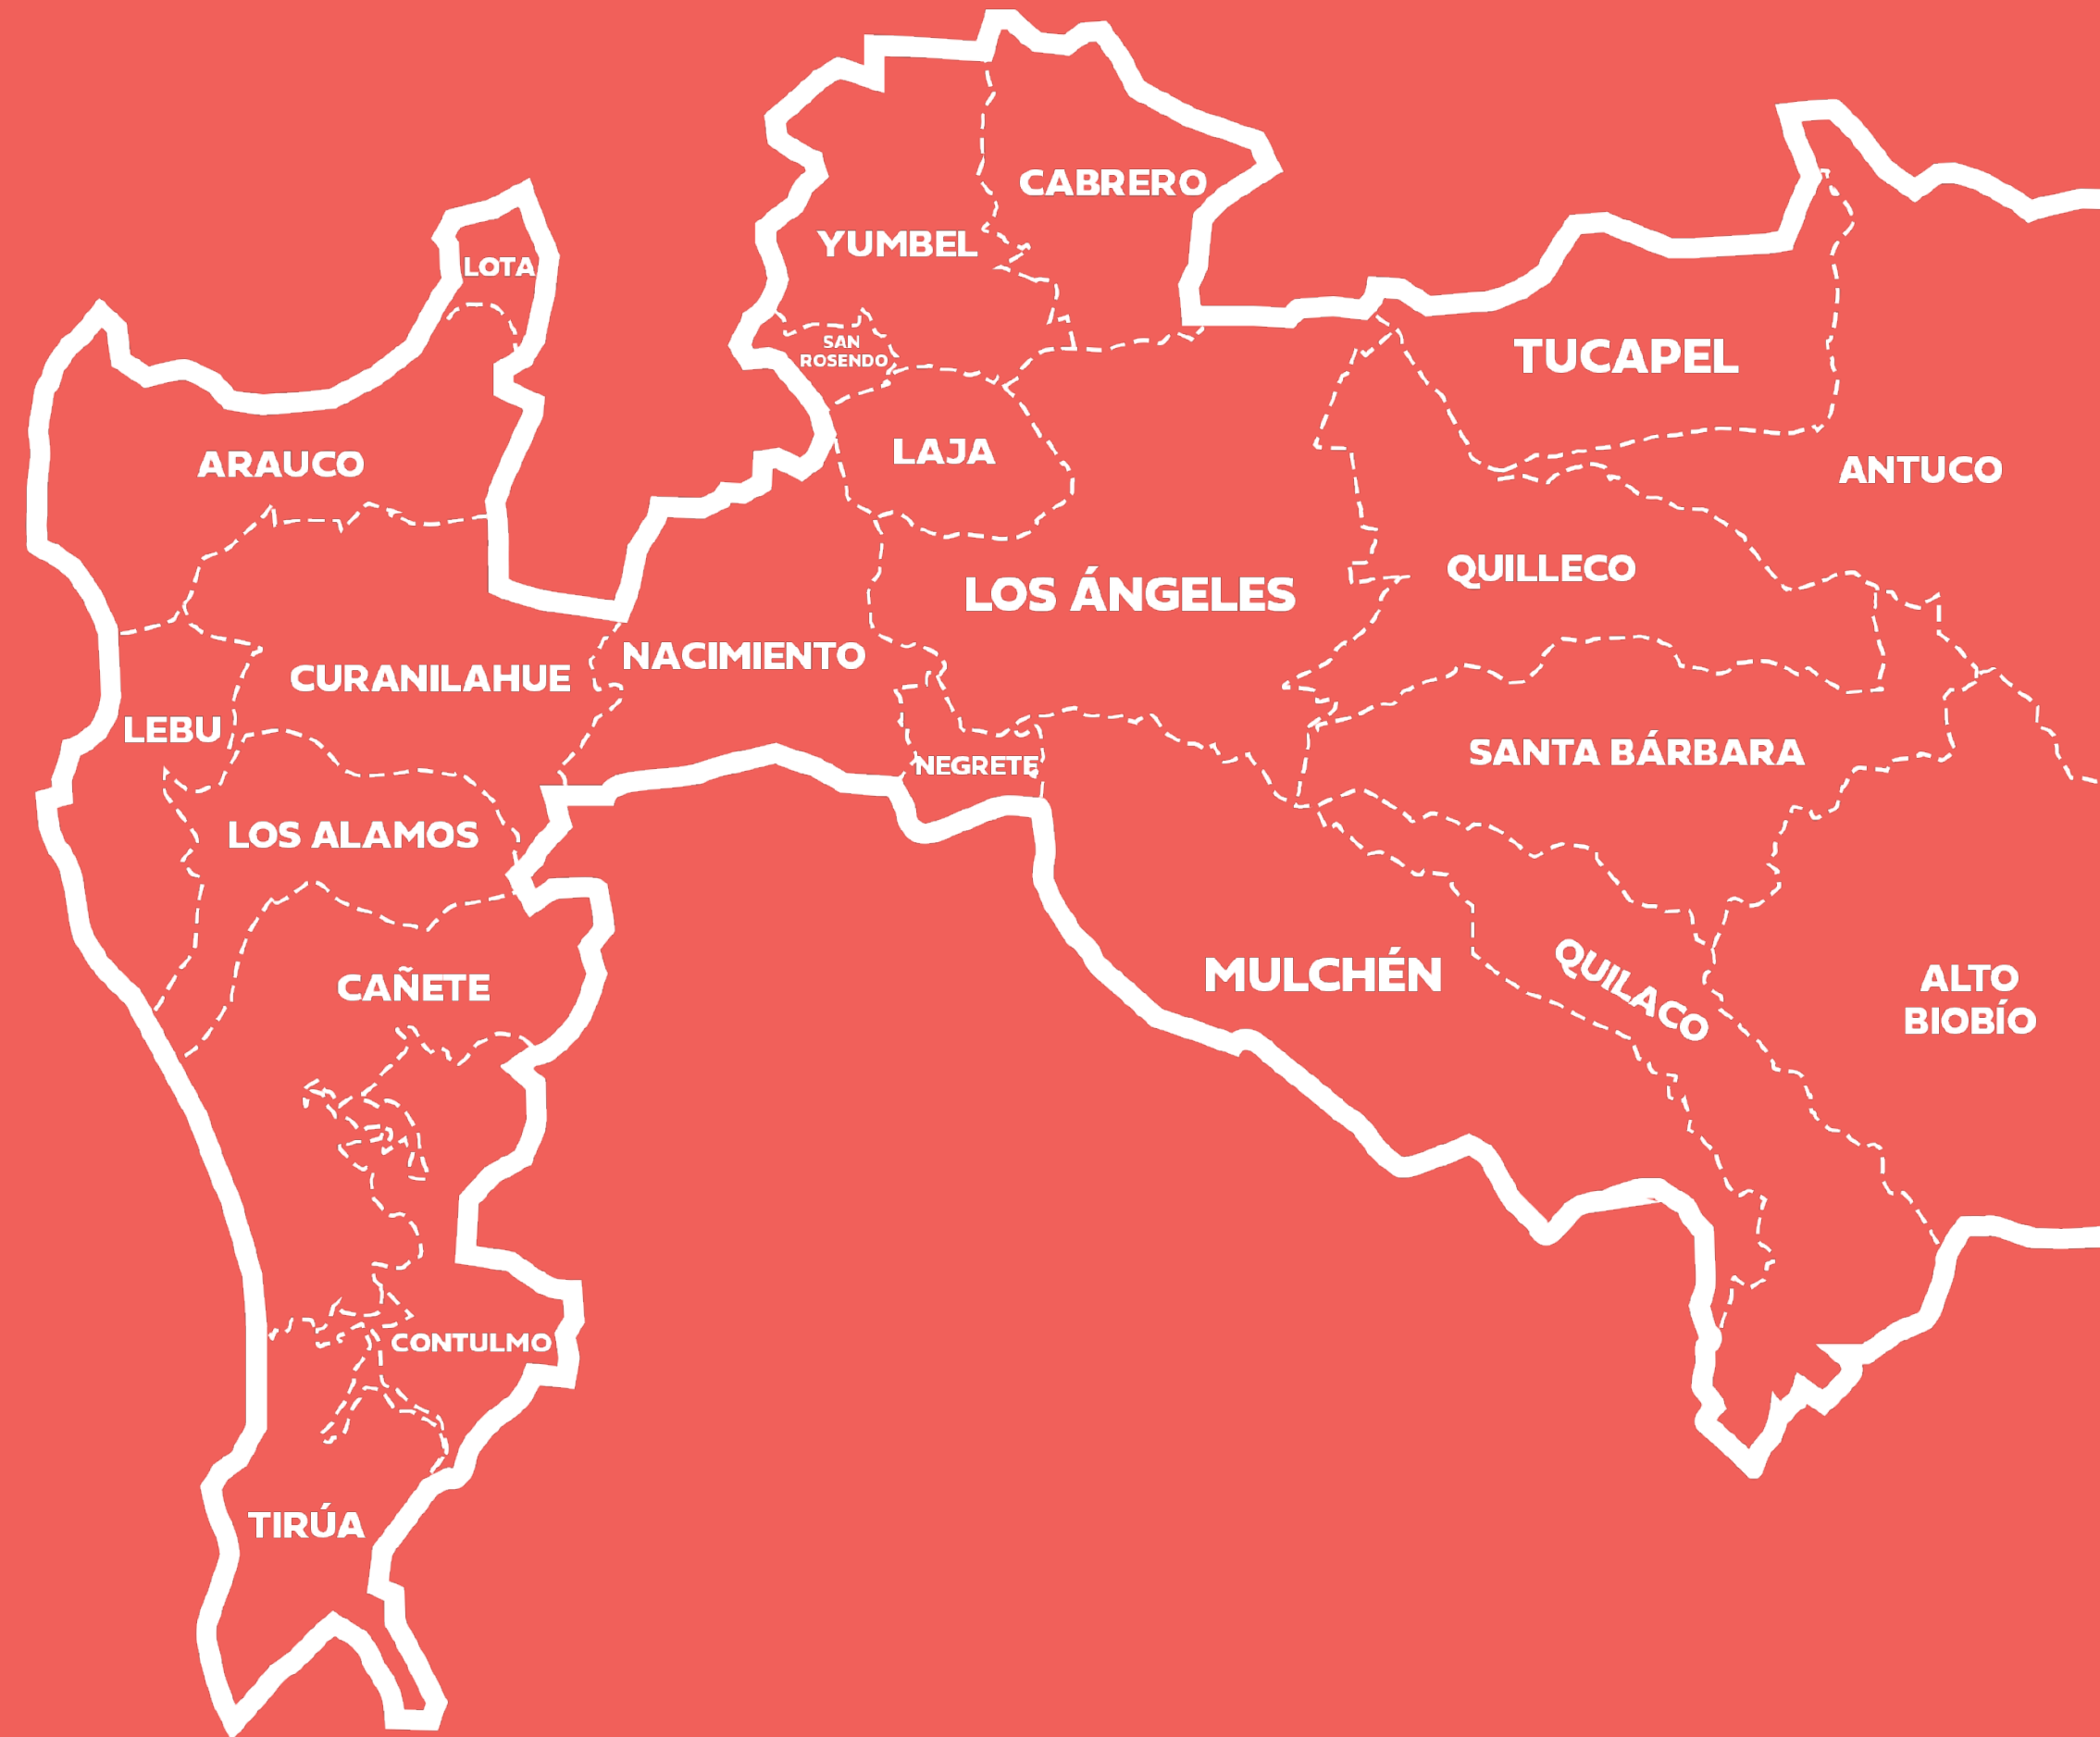 CABRERO
YUMBEL
LOTA
SAN
ROSENDO
TUCAPEL
LAJA
ARAUCO
ANTUCO
QUILLECO
LOS ÁNGELES
NACIMIENTO
CURANILAHUE
LEBU
SANTA BÁRBARA
NEGRETE
LOS ALAMOS
MULCHÉN
QUILACO
CAÑETE
ALTO
BIOBÍO
CONTULMO
TIRÚA